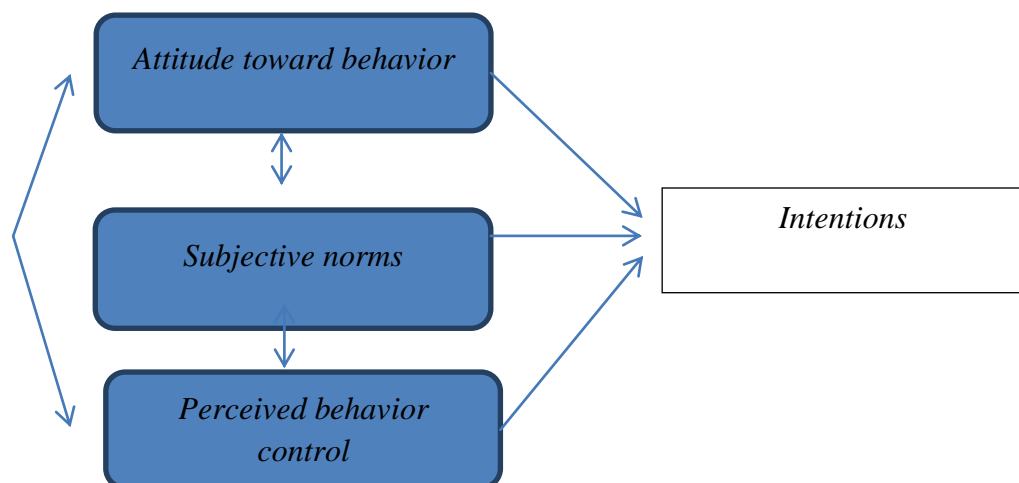 Attitude toward behavior
Subjective norms
Intentions
Perceived behavior
control